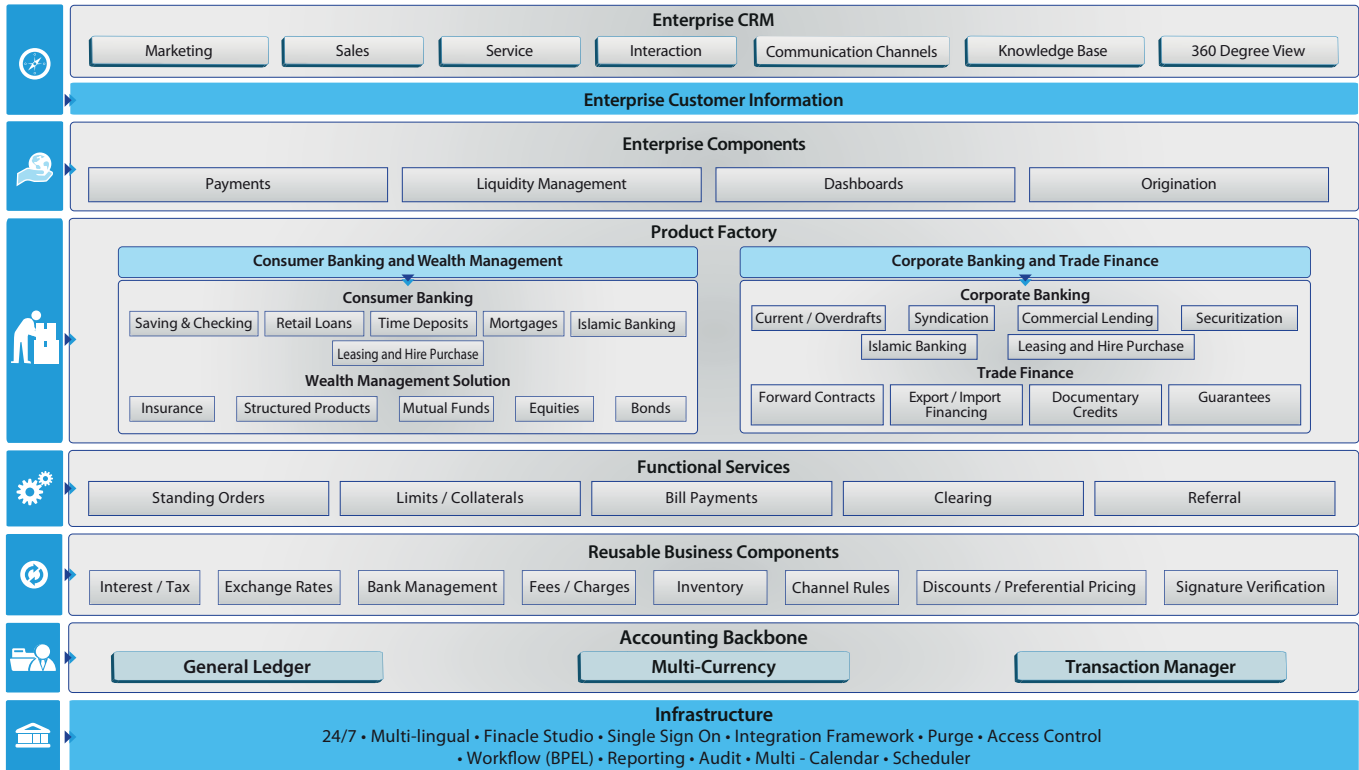 Enterprise CRM
Marketing
Sales
Service
Interaction
Communication Channels
Knowledge Base
360 Degree View
Enterprise Customer Information
Enterprise Components
Payments
Liquidity Management
Dashboards
Origination
Product Factory
Consumer Banking and Wealth Management
Consumer Banking
Saving & Checking
Retail Loans
Time Deposits
Mortgages
Islamic Banking
Leasing and Hire Purchase
Wealth Management Solution
Insurance
Structured Products
Mutual Funds
Equities
Bonds
Corporate Banking and Trade Finance
Corporate Banking
Current / Overdrafts
Syndication
Commercial Lending
Securitization
Islamic Banking
Leasing and Hire Purchase
Trade Finance
Forward Contracts
Export / Import
Financing
Documentary
Credits
Guarantees
Functional Services
Standing Orders
Limits / Collaterals
Bill Payments
Clearing
Referral
Reusable Business Components
Interest / Tax
Exchange Rates
Bank Management
Fees / Charges
Inventory
Channel Rules
Discounts / Preferential Pricing
Signature Verification
Accounting Backbone
General Ledger
Multi-Currency
Transaction Manager
Infrastructure
24/7 • Multi-lingual • Finacle Studio • Single Sign On • Integration Framework • Purge • Access Control
• Workflow (BPEL) • Reporting • Audit • Multi - Calendar • Scheduler